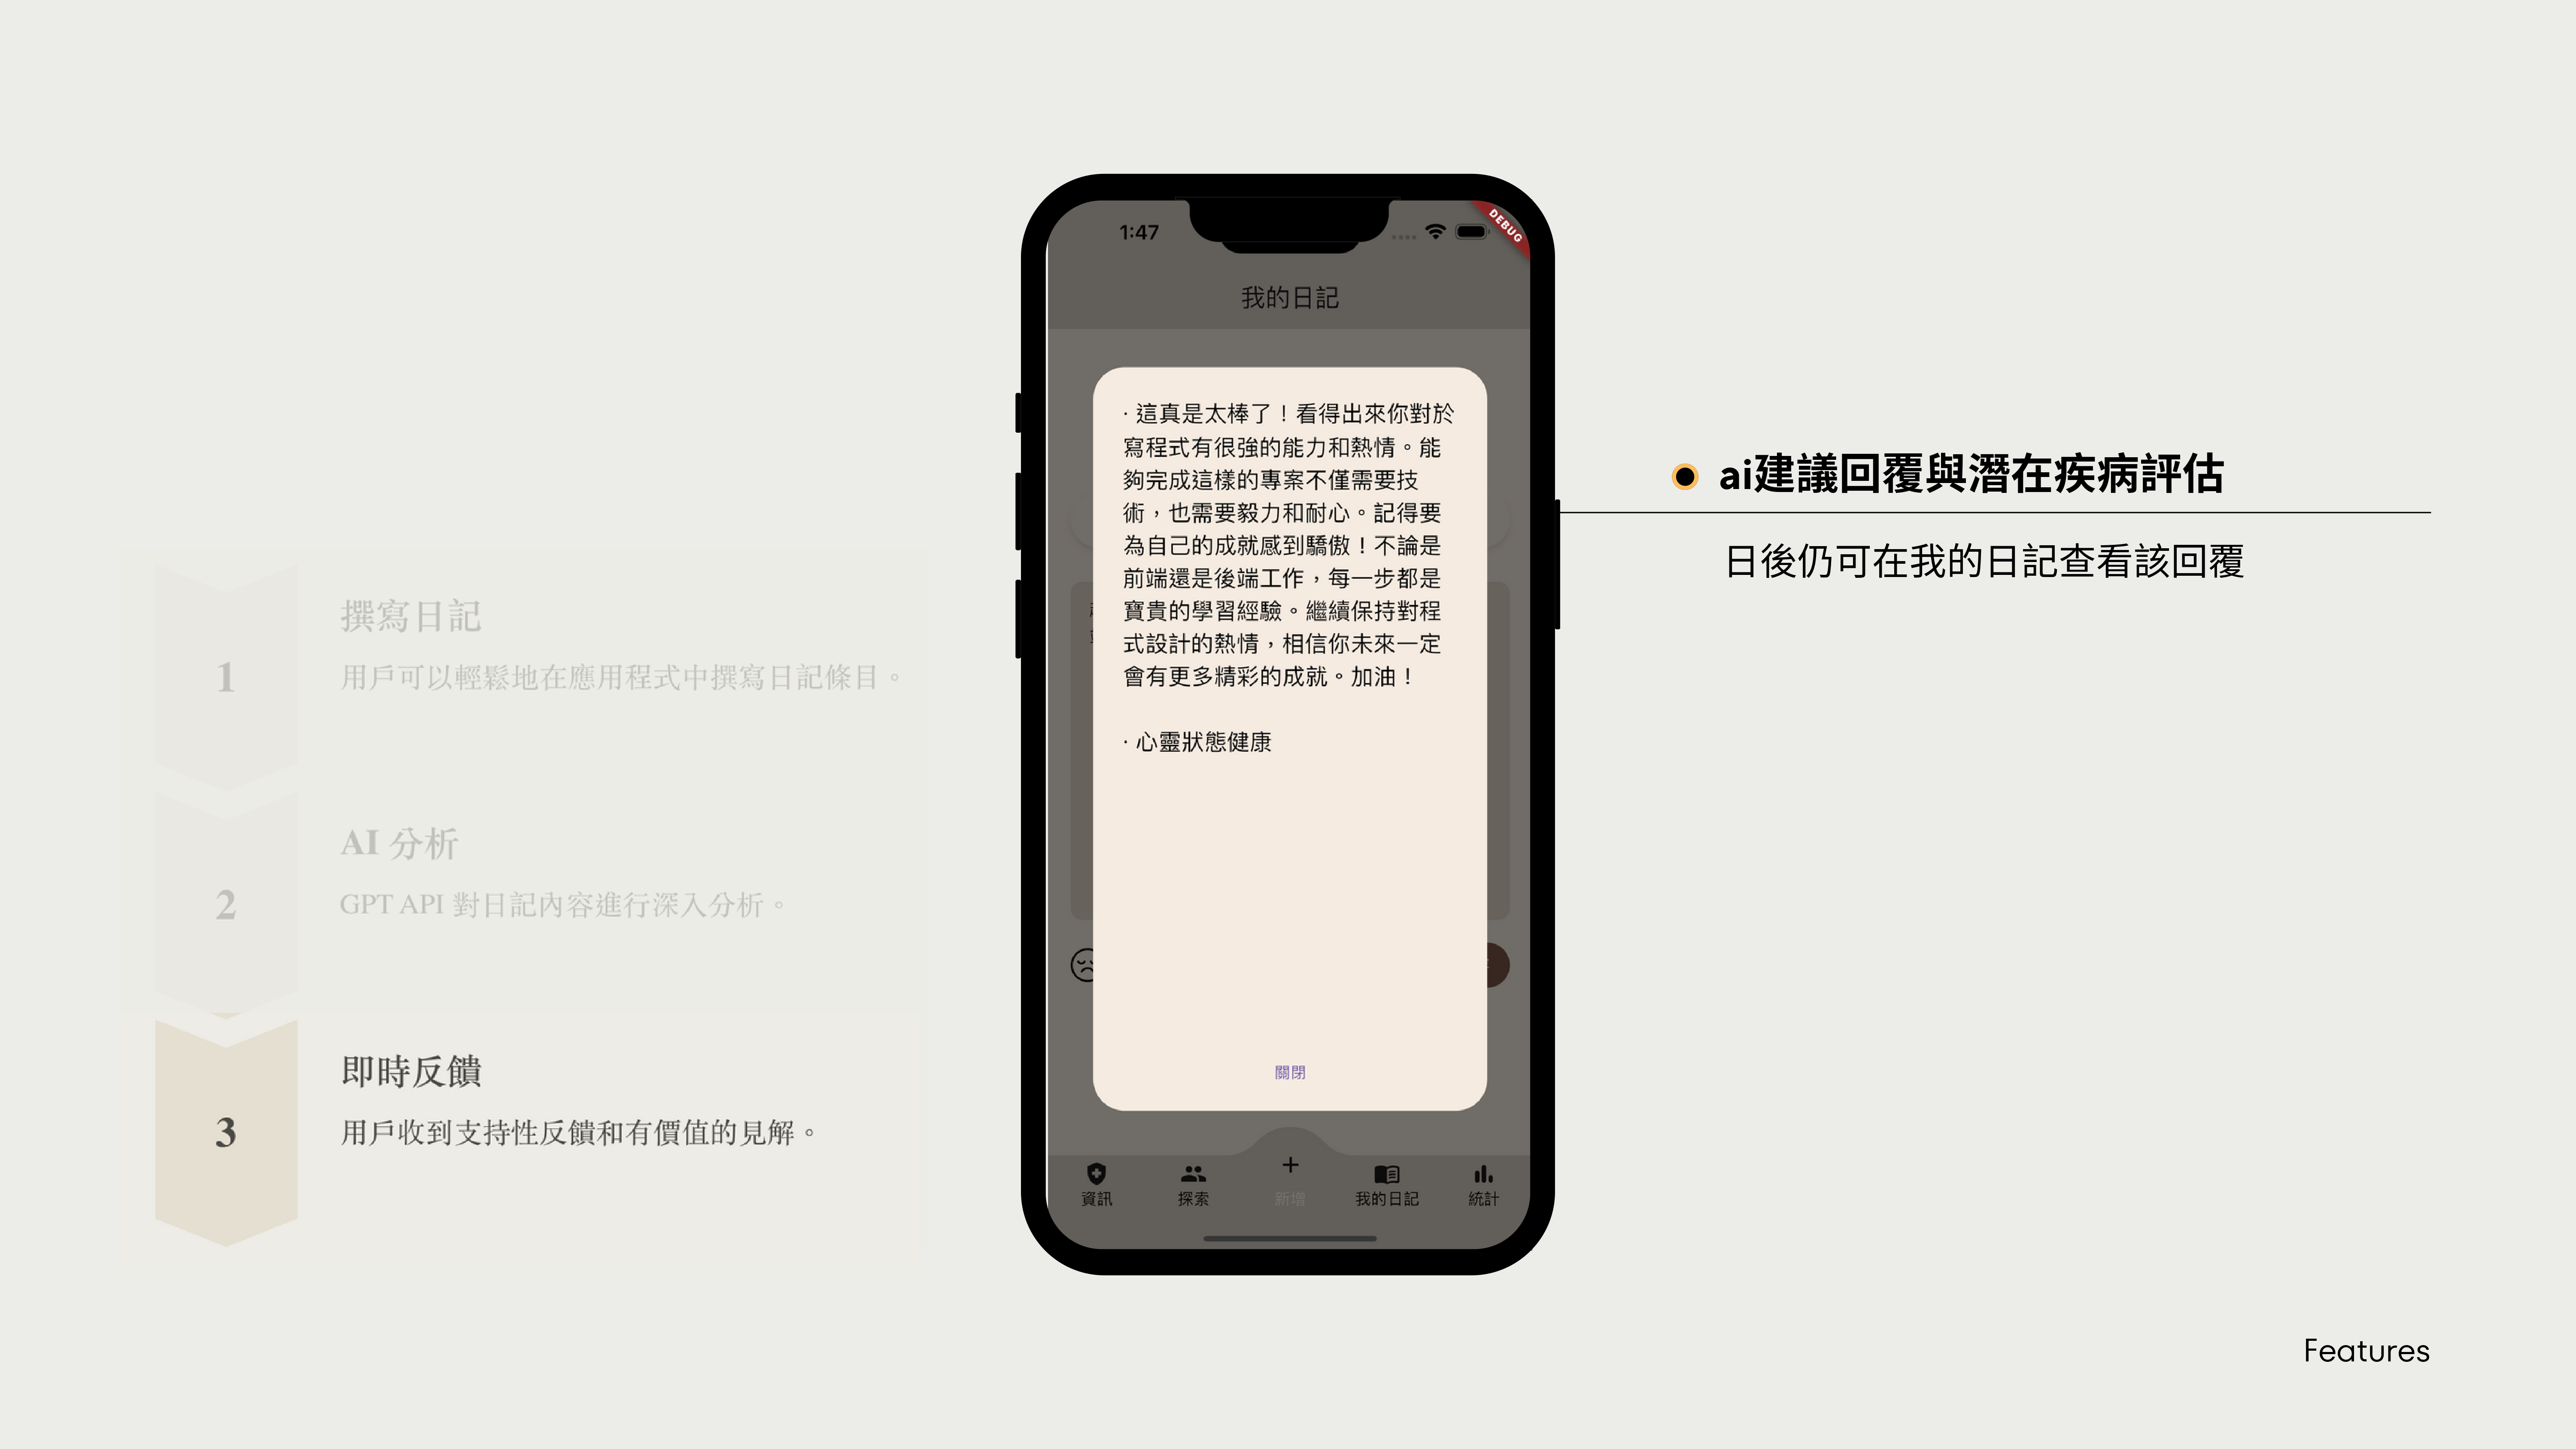 1
撰寫日記
用戶可以輕鬆地在應用程式中撰寫日記條目。
2
AI 分析
GPT API 對日記內容進行深入分析。
3
即時反饋
用戶收到支持性反饋和有價值的見解。
1:47
DEBUG
我的日記
· 這真是太棒了！看得出來你對於
寫程式有很強的能力和熱情。能
夠完成這樣的專案不僅需要技
術，也需要毅力和耐心。記得要
為自己的成就感到驕傲！不論是
前端還是後端工作，每一步都是
寶貴的學習經驗。繼續保持對程
式設計的熱情，相信你未來一定
會有更多精彩的成就。加油！
· 心靈狀態健康
關閉
資訊
探索
新增
我的日記
統計
ai建議回覆與潛在疾病評估
日後仍可在我的日記查看該回覆
Features